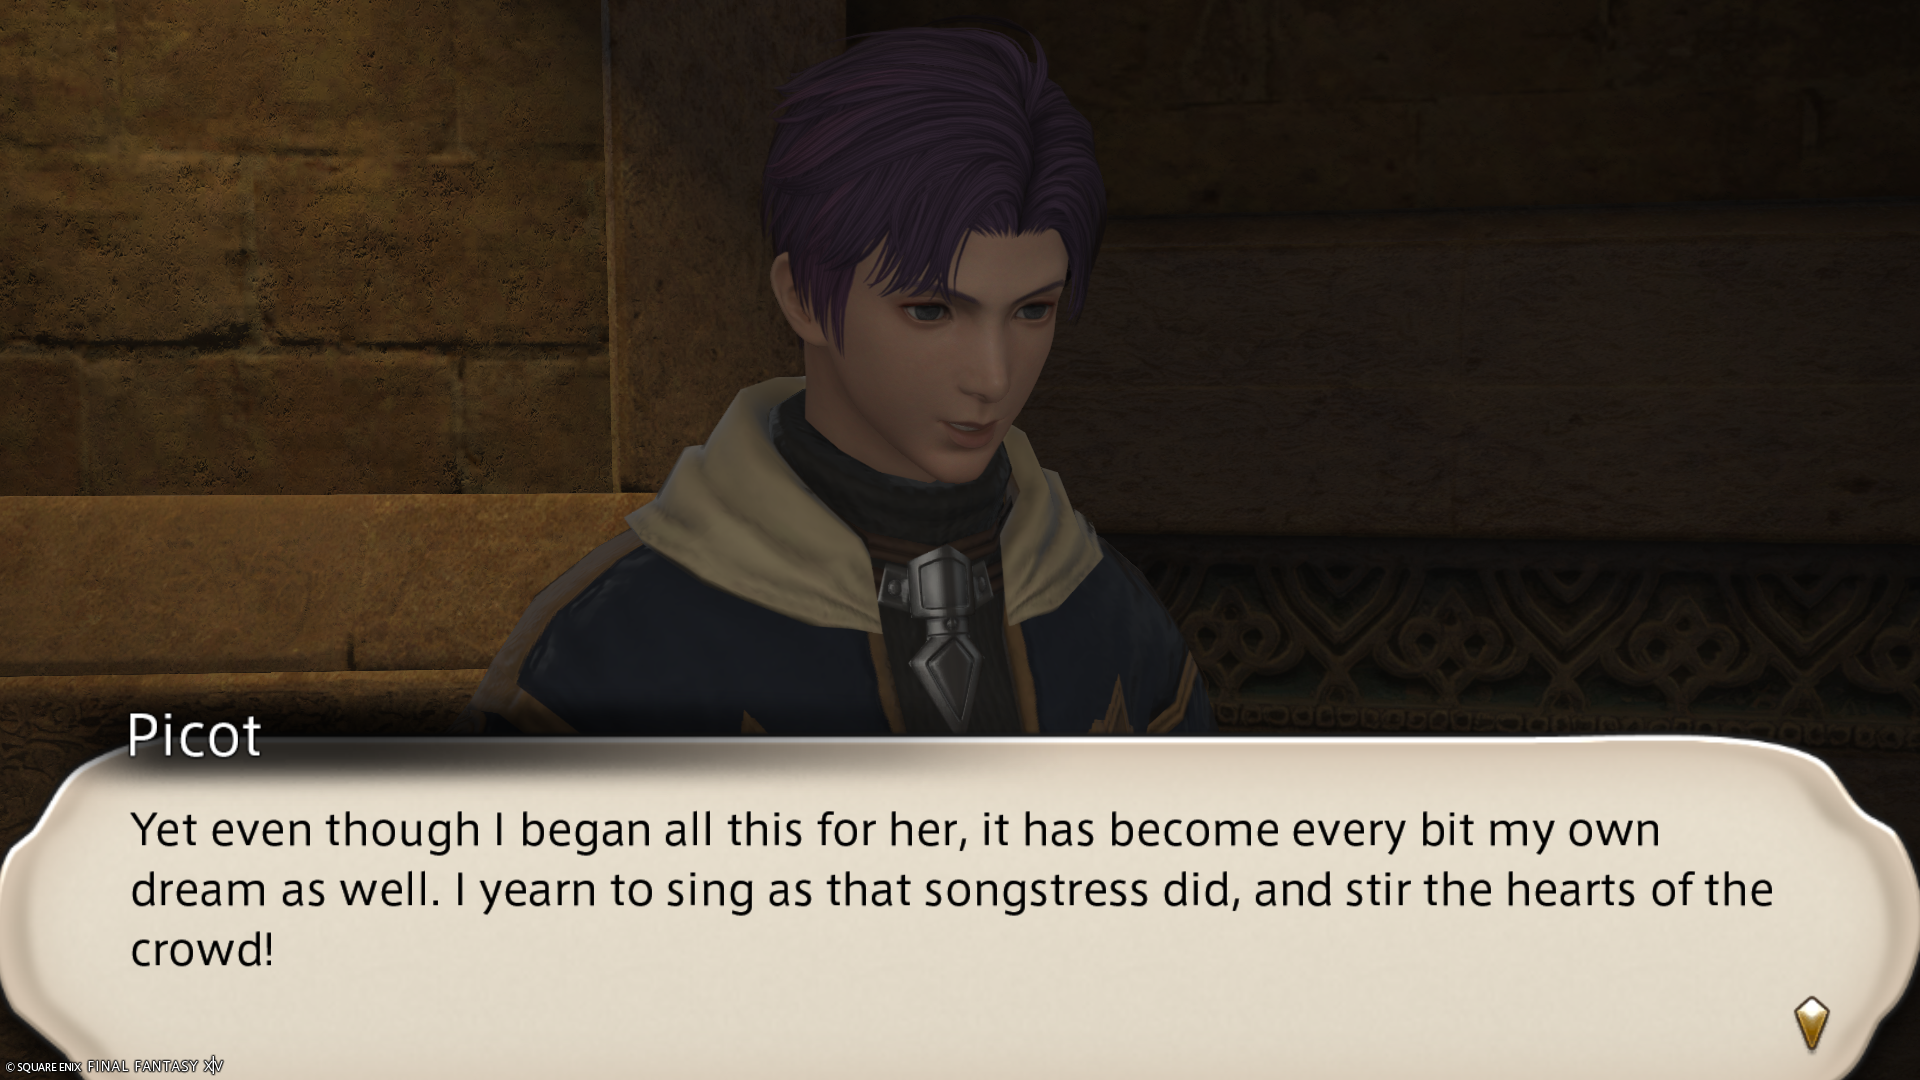 Picot
Yet even though I began all this for her, it has become every bit my own
dream as well. I yearn to sing as that songstress did, and stir the hearts of the
crowd!
© SQUARE ENIX FINAL FANTASY XIV